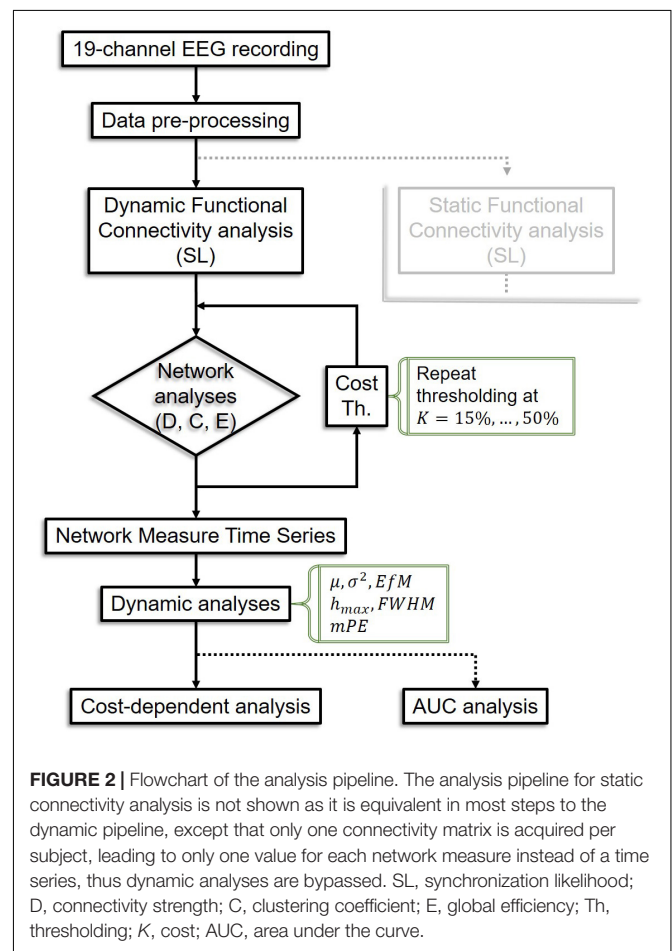 19-channel EEG recording
Data pre-processing
Dynamic Functional
Connectivity analysis
(SL)
Static Functional
Connectivity analysis
(SL)
Network
analyses
(D, C, E)
Cost
Th.
Repeat
thresholding at
K = 15%, …, 50%
Network Measure Time Series
Dynamic analyses
μ, σ², EfM
h_max, FWHM
mPE
Cost-dependent analysis
AUC analysis
FIGURE 2 | Flowchart of the analysis pipeline. The analysis pipeline for static
connectivity analysis is not shown as it is equivalent in most steps to the
dynamic pipeline, except that only one connectivity matrix is acquired per
subject, leading to only one value for each network measure instead of a time
series, thus dynamic analyses are bypassed. SL, synchronization likelihood;
D, connectivity strength; C, clustering coefficient; E, global efficiency; Th,
thresholding; K, cost; AUC, area under the curve.